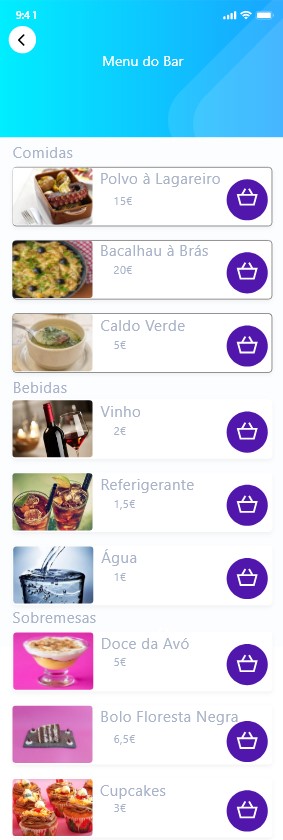 9:41
Menu do Bar
Comidas
Polvo à Lagareiro
15€
Bacalhau à Brás
20€
Caldo Verde
5€
Bebidas
Vinho
2€
Referigerante
1,5€
Água
1€
Sobremesas
Doce da Avó
5€
Bolo Floresta Negra
6,5€
Cupcakes
3€